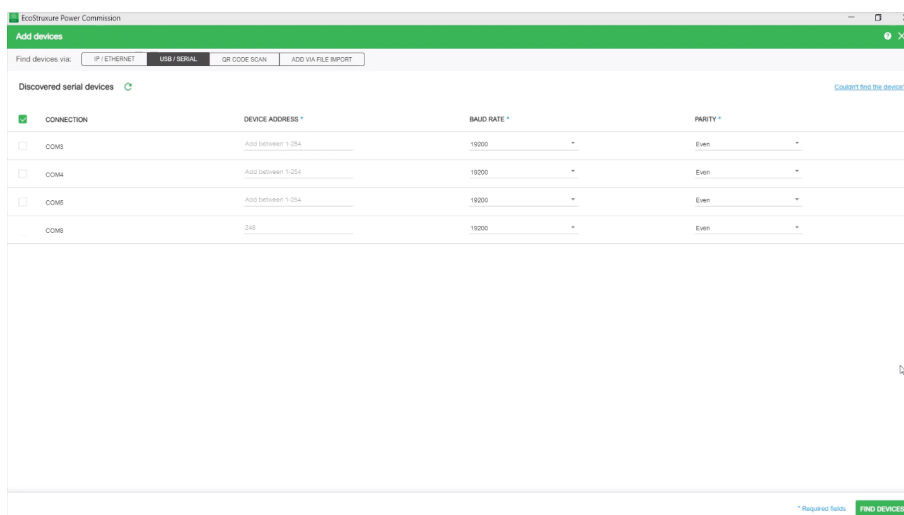 EcoStruxure Power Commission
Add devices
Find devices via: IP / ETHERNET USB / SERIAL QR CODE SCAN ADD VIA FILE IMPORT
Discovered serial devices
Couldn't find the device?
CONNECTION DEVICE ADDRESS * BAUD RATE * PARITY *
COM3 Add between 1-254 19200 Even
COM4 Add between 1-254 19200 Even
COM5 Add between 1-254 19200 Even
COM6 248 19200 Even
* Required fields FIND DEVICES